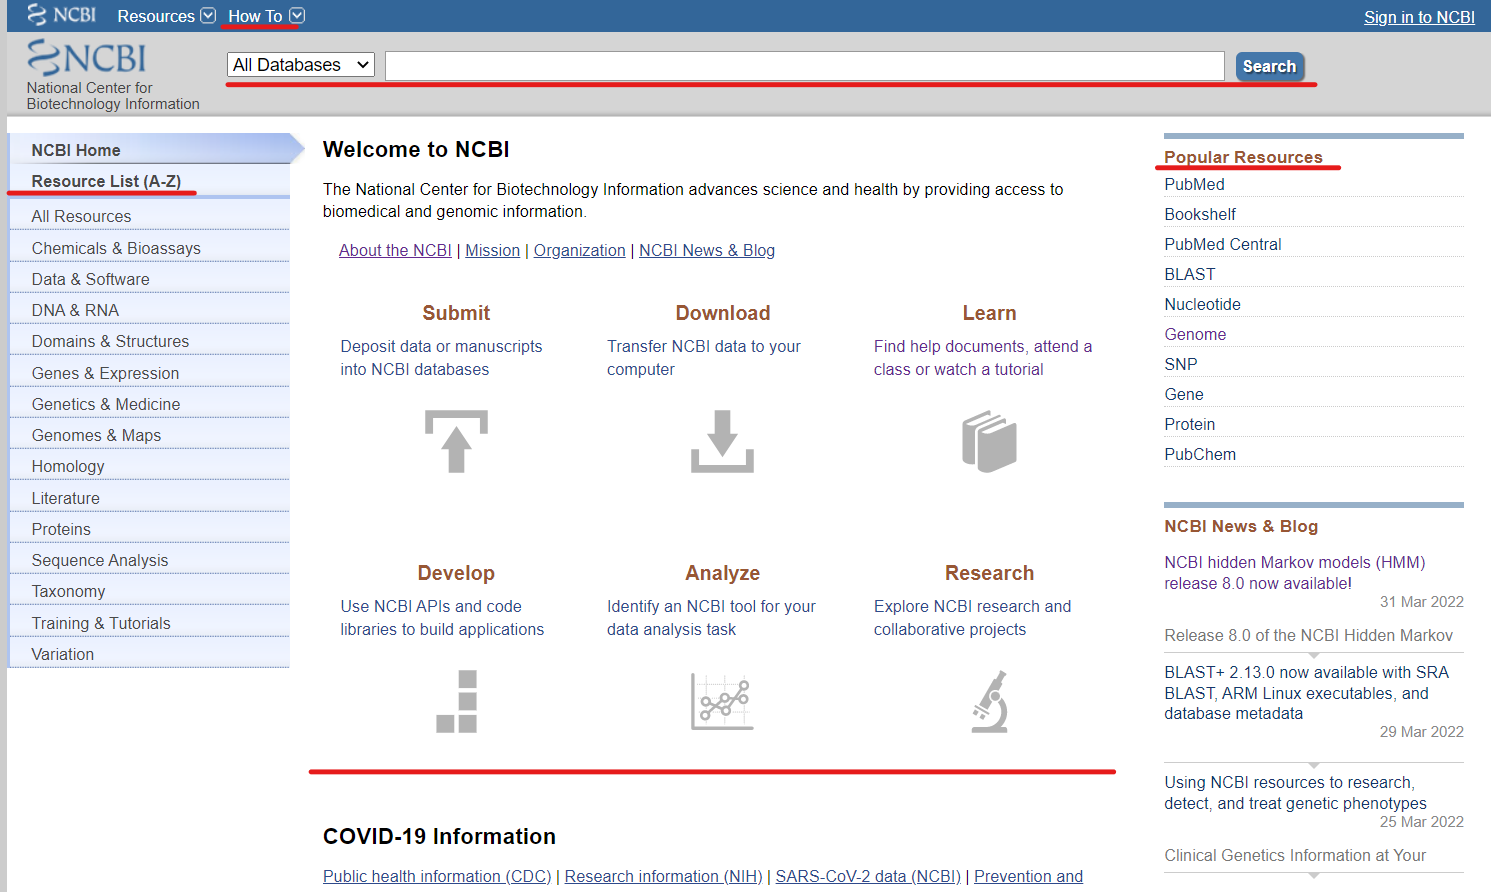 NCBI Resources How To Sign in to NCBI
NCBI
National Center for
Biotechnology Information
All Databases Search
NCBI Home
Resource List (A-Z)
All Resources
Chemicals & Bioassays
Data & Software
DNA & RNA
Domains & Structures
Genes & Expression
Genetics & Medicine
Genomes & Maps
Homology
Literature
Proteins
Sequence Analysis
Taxonomy
Training & Tutorials
Variation
Welcome to NCBI
The National Center for Biotechnology Information advances science and health by providing access to
biomedical and genomic information.
About the NCBI | Mission | Organization | NCBI News & Blog
Submit
Deposit data or manuscripts
into NCBI databases
Download
Transfer NCBI data to your
computer
Learn
Find help documents, attend a
class or watch a tutorial
Develop
Use NCBI APIs and code
libraries to build applications
Analyze
Identify an NCBI tool for your
data analysis task
Research
Explore NCBI research and
collaborative projects
COVID-19 Information
Public health information (CDC) | Research information (NIH) | SARS-CoV-2 data (NCBI) | Prevention and
Popular Resources
PubMed
Bookshelf
PubMed Central
BLAST
Nucleotide
Genome
SNP
Gene
Protein
PubChem
NCBI News & Blog
NCBI hidden Markov models (HMM)
release 8.0 now available!
31 Mar 2022
Release 8.0 of the NCBI Hidden Markov
BLAST+ 2.13.0 now available with SRA
BLAST, ARM Linux executables, and
database metadata
29 Mar 2022
Using NCBI resources to research,
detect, and treat genetic phenotypes
25 Mar 2022
Clinical Genetics Information at Your